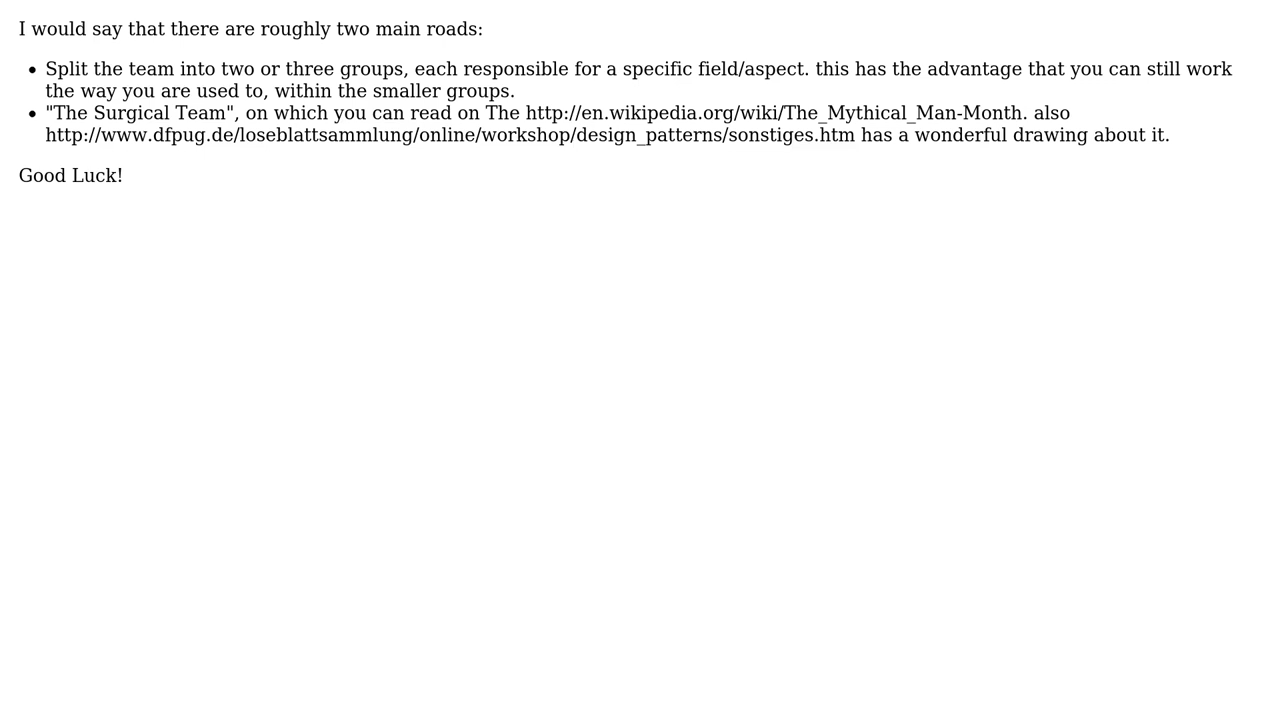 I would say that there are roughly two main roads:
• Split the team into two or three groups, each responsible for a specific field/aspect. this has the advantage that you can still work
the way you are used to, within the smaller groups.
• "The Surgical Team", on which you can read on The http://en.wikipedia.org/wiki/The_Mythical_Man-Month. also
http://www.dfpug.de/loseblattsammlung/online/workshop/design_patterns/sonstiges.htm has a wonderful drawing about it.
Good Luck!